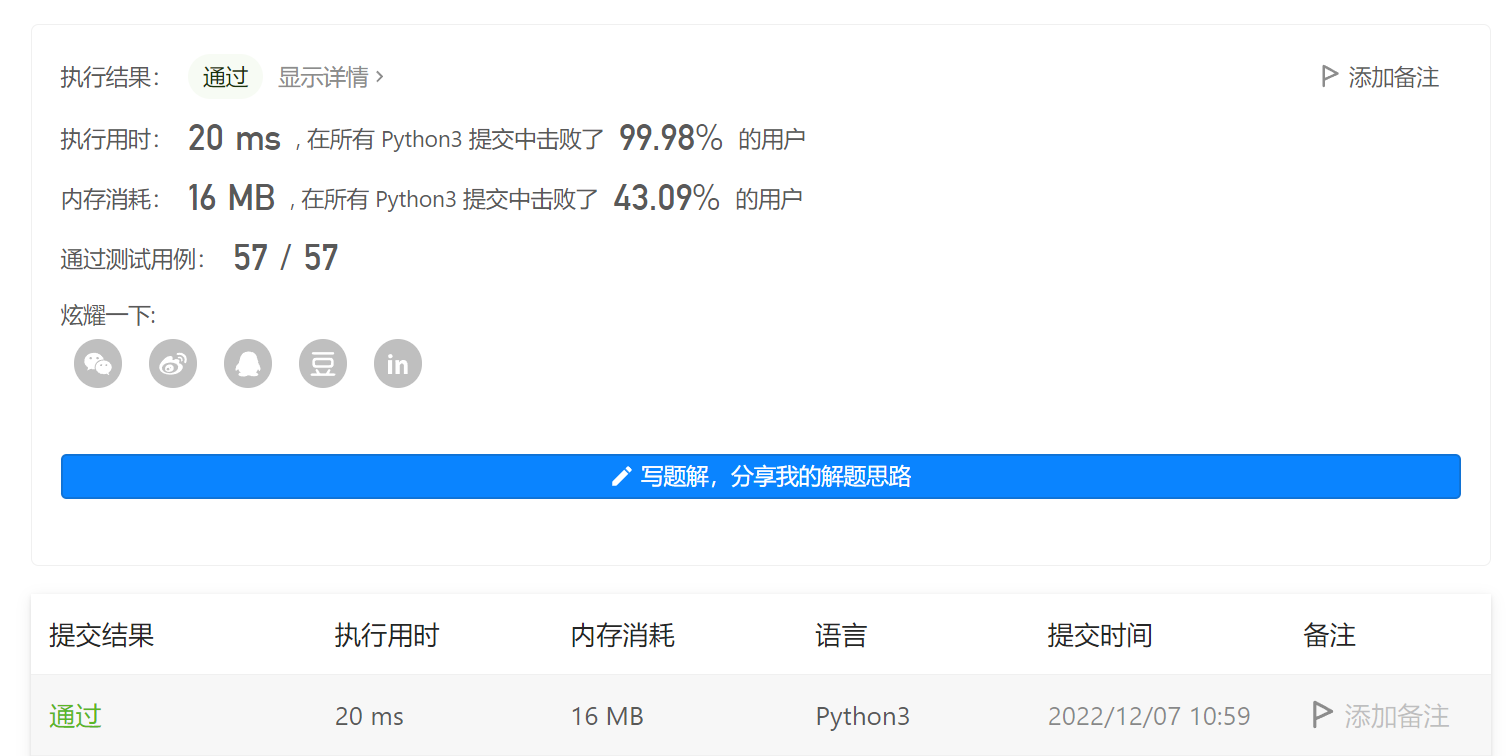 执行结果： 通过 显示详情 › 添加备注
执行用时： 20 ms , 在所有 Python3 提交中击败了 99.98% 的用户
内存消耗： 16 MB , 在所有 Python3 提交中击败了 43.09% 的用户
通过测试用例： 57 / 57
炫耀一下:
豆 in
写题解，分享我的解题思路
提交结果 执行用时 内存消耗 语言 提交时间 备注
通过 20 ms 16 MB Python3 2022/12/07 10:59 添加备注